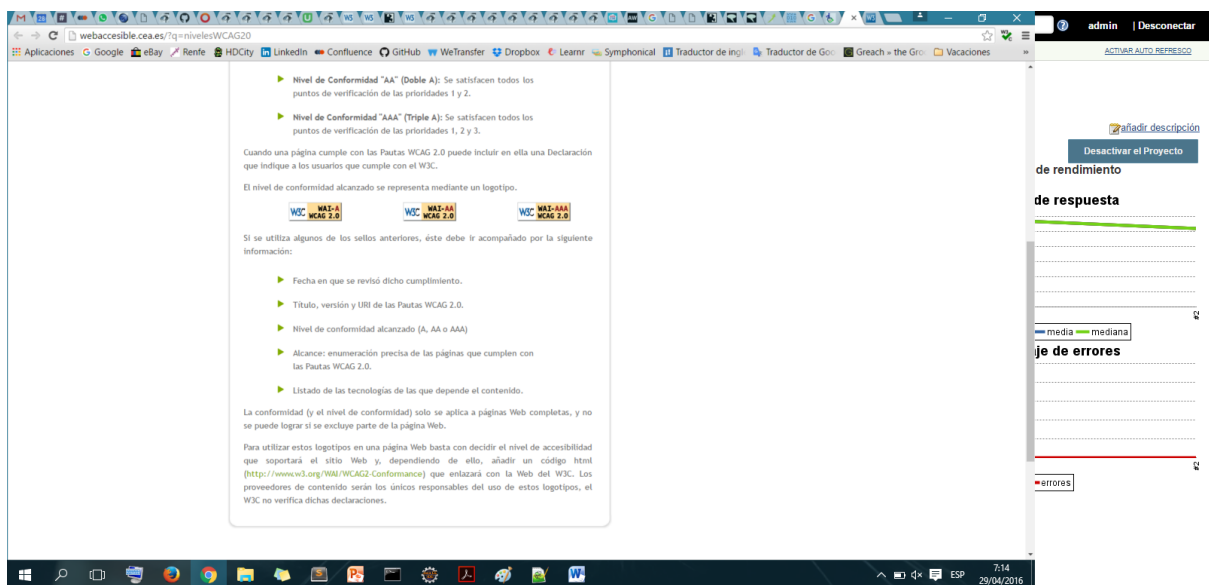 webaccesible.cea.es/?q=nivelesWCAG20
Aplicaciones
Google
eBay
Renfe
HDCity
LinkedIn
Confluence
GitHub
WeTransfer
Dropbox
Learnr
Symphonical
Traductor de ingl
Traductor de Goo
Greach » the Gro
Vacaciones
»
Nivel de Conformidad "AA" (Doble A): Se satisfacen todos los
puntos de verificación de las prioridades 1 y 2.
Nivel de Conformidad "AAA" (Triple A): Se satisfacen todos los
puntos de verificación de las prioridades 1, 2 y 3.
Cuando una página cumple con las Pautas WCAG 2.0 puede incluir en ella una Declaración
que indique a los usuarios que cumple con el W3C.
El nivel de conformidad alcanzado se representa mediante un logotipo.
W3C WAI-A WCAG 2.0
W3C WAI-AA WCAG 2.0
W3C WAI-AAA WCAG 2.0
Si se utiliza algunos de los sellos anteriores, éste debe ir acompañado por la siguiente
información:
Fecha en que se revisó dicho cumplimiento.
Título, versión y URI de las Pautas WCAG 2.0.
Nivel de conformidad alcanzado (A, AA o AAA)
Alcance: enumeración precisa de las páginas que cumplen con
las Pautas WCAG 2.0.
Listado de las tecnologías de las que depende el contenido.
La conformidad (y el nivel de conformidad) solo se aplica a páginas Web completas, y no
se puede lograr si se excluye parte de la página Web.
Para utilizar estos logotipos en una página Web basta con decidir el nivel de accesibilidad
que soportará el sitio Web y, dependiendo de ello, añadir un código html
(http://www.w3.org/WAI/WCAG2-Conformance) que enlazará con la Web del W3C. Los
proveedores de contenido serán los únicos responsables del uso de estos logotipos, el
W3C no verifica dichas declaraciones.
admin | Desconectar
ACTIVAR AUTO REFRESCO
añadir descripción
Desactivar el Proyecto
de rendimiento
de respuesta
#2
media mediana
je de errores
#2
errores
ESP
7:14
29/04/2016